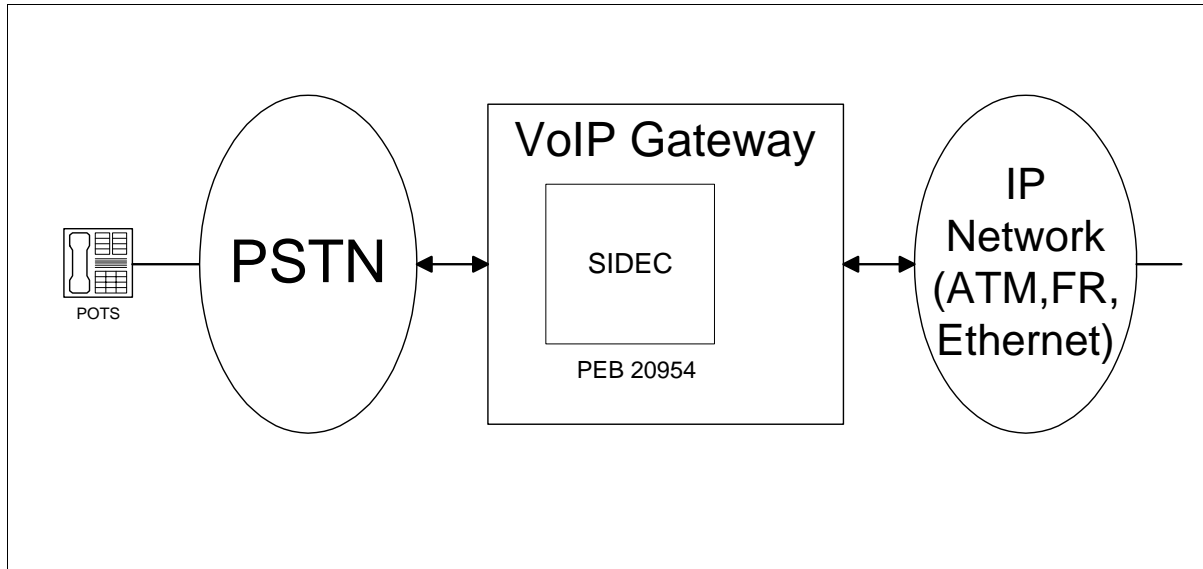 POTS
PSTN
VoIP Gateway
SIDEC
PEB 20954
IP
Network
(ATM,FR,
Ethernet)